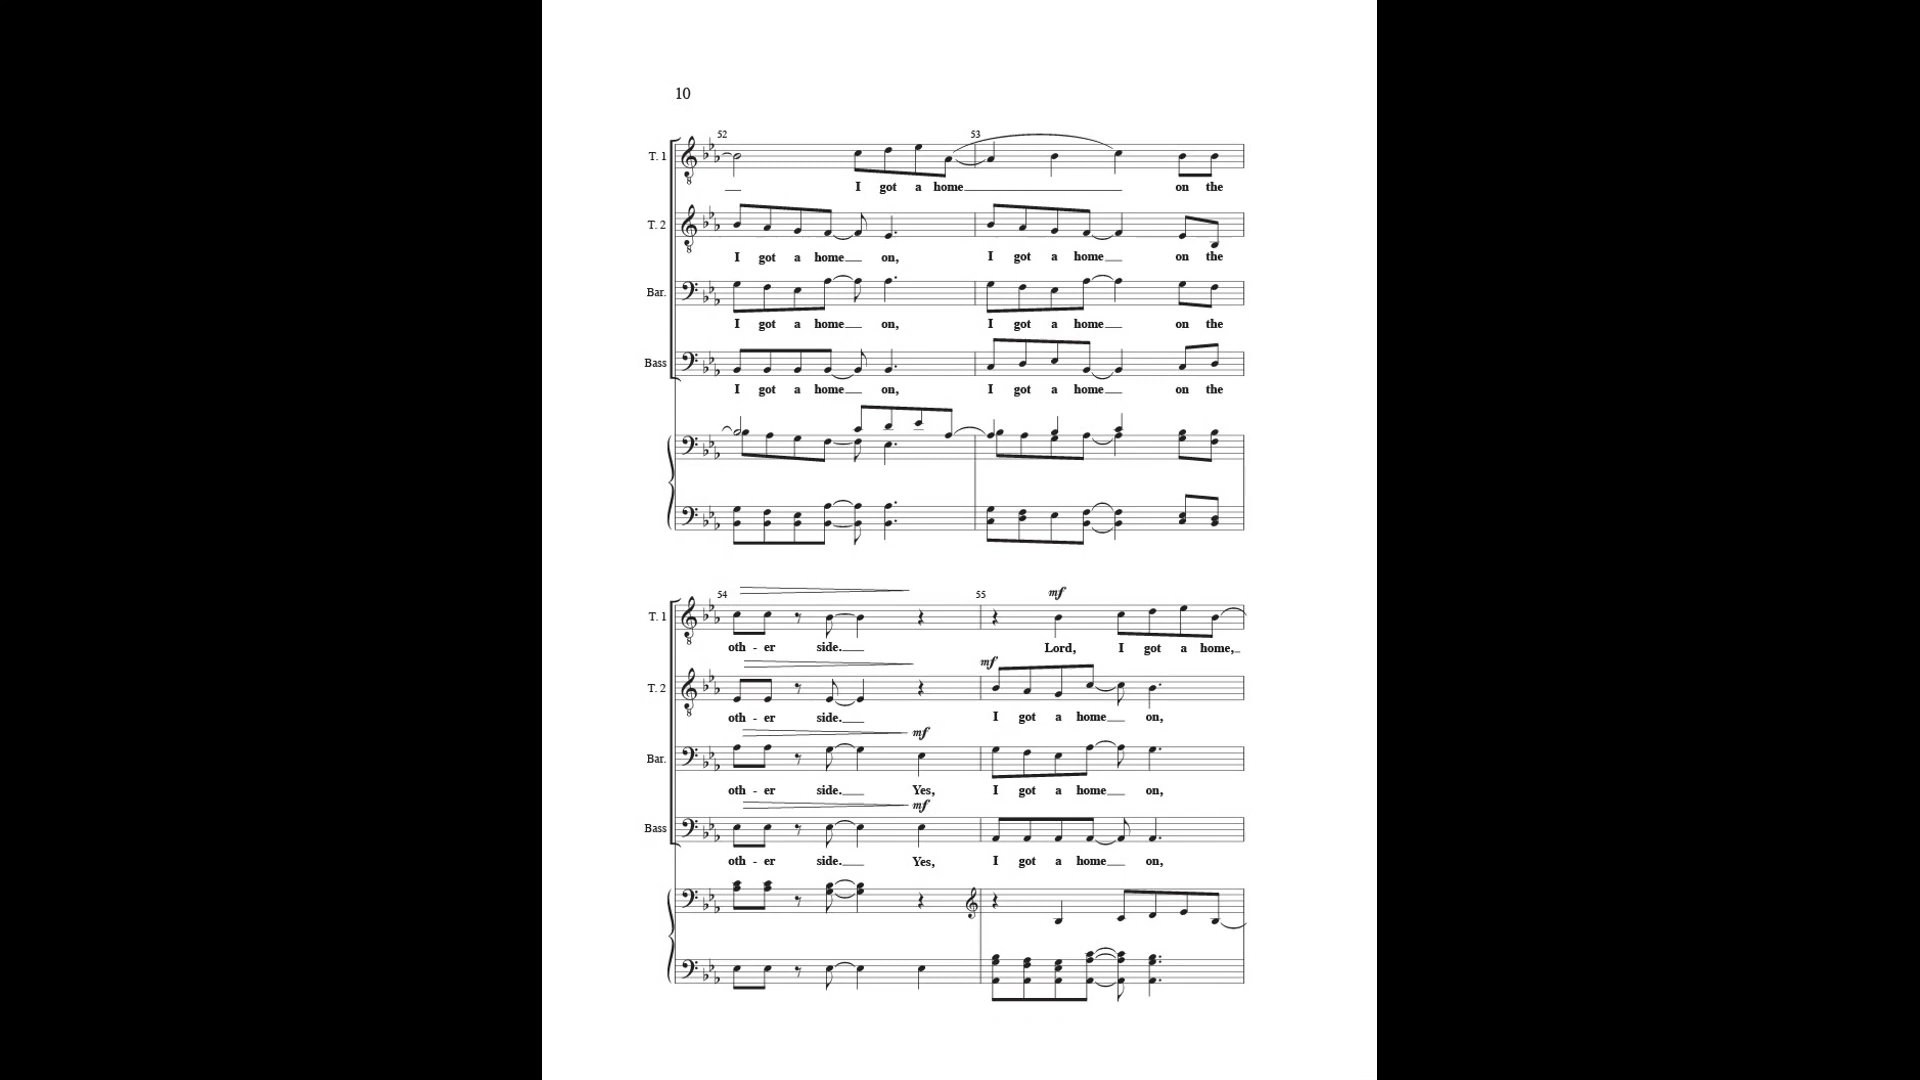 10
52 53
T. 1
I got a home on the
T. 2
I got a home on, I got a home on the
Bar.
I got a home on, I got a home on the
Bass
I got a home on, I got a home on the
54 55
mf
T. 1
oth - er side. Lord, I got a home,
mf
T. 2
oth - er side. I got a home on,
mf
Bar.
oth - er side. Yes, I got a home on,
mf
Bass
oth - er side. Yes, I got a home on,